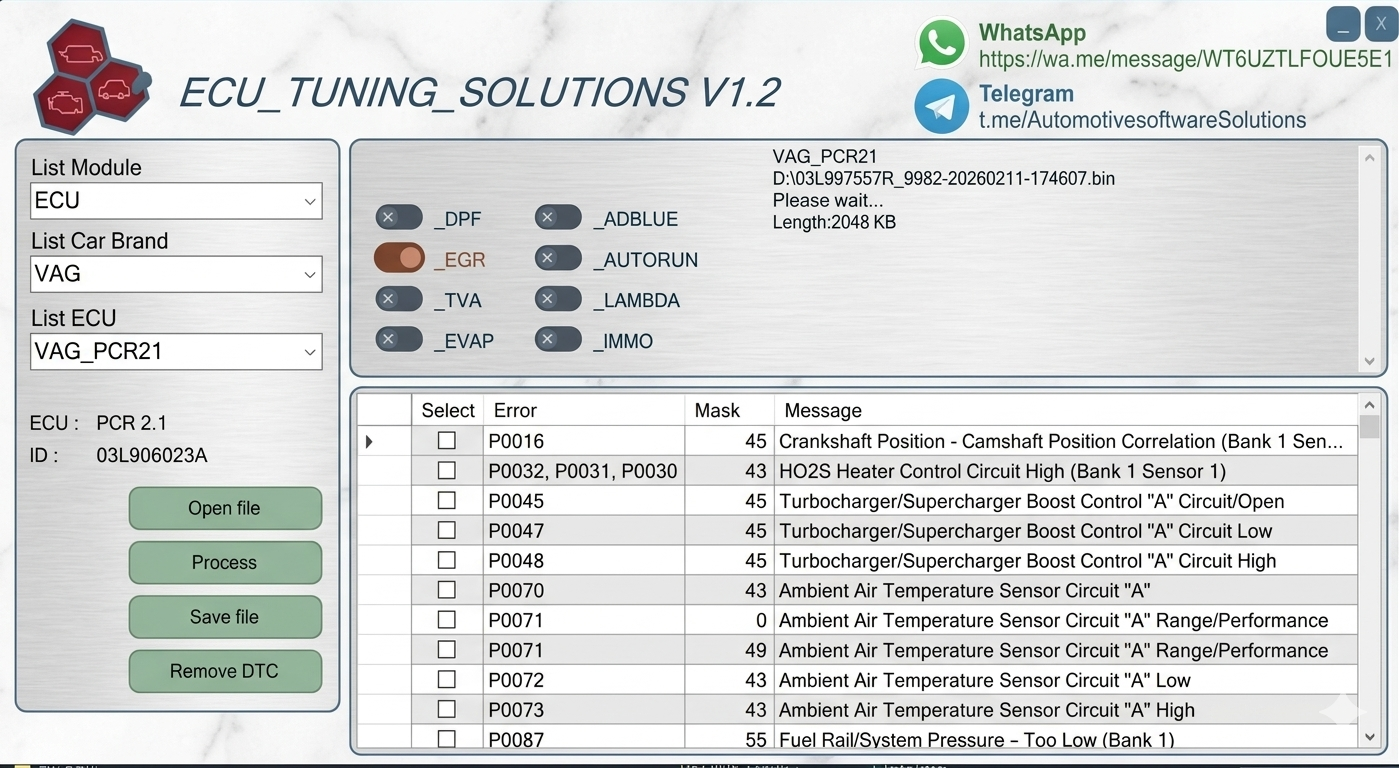 WhatsApp
https://wa.me/message/WT6UZTLFOUE5E1
ECU_TUNING_SOLUTIONS V1.2
Telegram
t.me/AutomotivesoftwareSolutions
_
X
List Module
ECU
List Car Brand
VAG
List ECU
VAG_PCR21
ECU : PCR 2.1
ID : 03L906023A
Open file
Process
Save file
Remove DTC
_DPF
_ADBLUE
_EGR
_AUTORUN
_TVA
_LAMBDA
_EVAP
_IMMO
VAG_PCR21
D:\03L997557R_9982-20260211-174607.bin
Please wait...
Length:2048 KB
Select Error Mask Message
P0016 45 Crankshaft Position - Camshaft Position Correlation (Bank 1 Sen...
P0032, P0031, P0030 43 HO2S Heater Control Circuit High (Bank 1 Sensor 1)
P0045 45 Turbocharger/Supercharger Boost Control "A" Circuit/Open
P0047 45 Turbocharger/Supercharger Boost Control "A" Circuit Low
P0048 45 Turbocharger/Supercharger Boost Control "A" Circuit High
P0070 43 Ambient Air Temperature Sensor Circuit "A"
P0071 0 Ambient Air Temperature Sensor Circuit "A" Range/Performance
P0071 49 Ambient Air Temperature Sensor Circuit "A" Range/Performance
P0072 43 Ambient Air Temperature Sensor Circuit "A" Low
P0073 43 Ambient Air Temperature Sensor Circuit "A" High
P0087 55 Fuel Rail/System Pressure – Too Low (Bank 1)